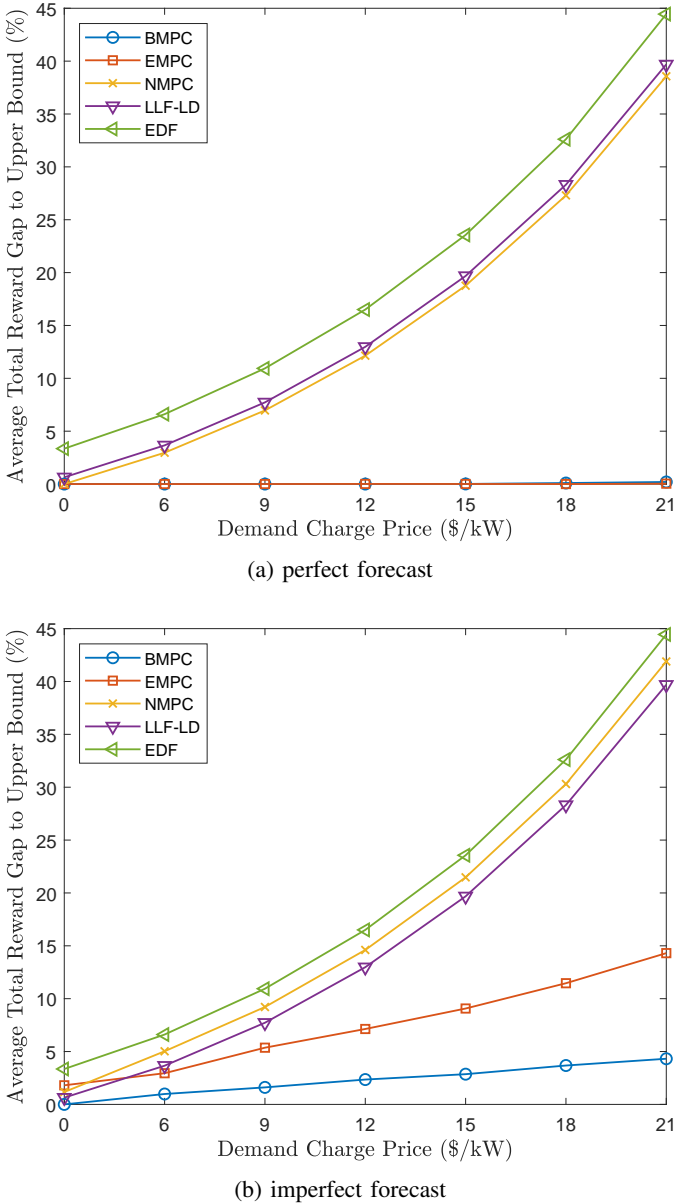 45
40
35
30
25
20
15
10
5
0
Average Total Reward Gap to Upper Bound (%)
BMPC
EMPC
NMPC
LLF-LD
EDF
0 6 9 12 15 18 21
Demand Charge Price ($/kW)
(a) perfect forecast
45
40
35
30
25
20
15
10
5
0
Average Total Reward Gap to Upper Bound (%)
BMPC
EMPC
NMPC
LLF-LD
EDF
0 6 9 12 15 18 21
Demand Charge Price ($/kW)
(b) imperfect forecast